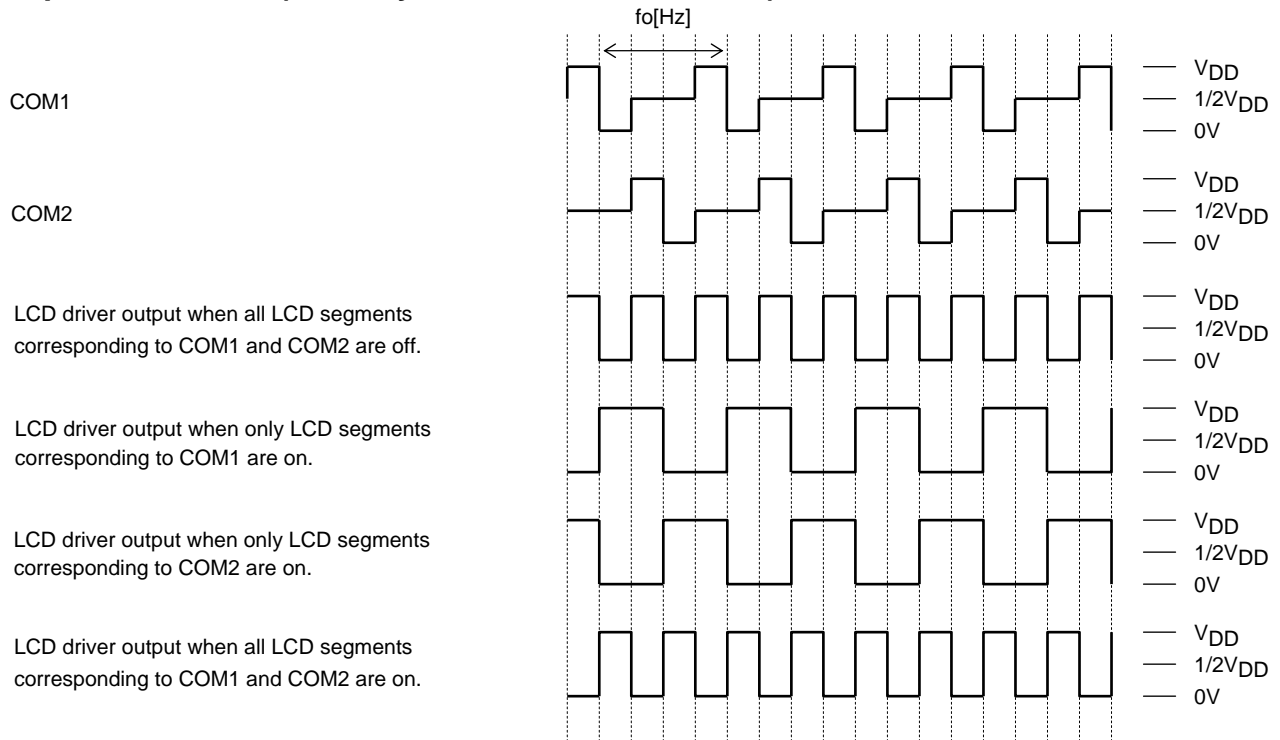 fo[Hz]
COM1
VDD
1/2VDD
0V
COM2
VDD
1/2VDD
0V
LCD driver output when all LCD segments
corresponding to COM1 and COM2 are off.
VDD
1/2VDD
0V
LCD driver output when only LCD segments
corresponding to COM1 are on.
VDD
1/2VDD
0V
LCD driver output when only LCD segments
corresponding to COM2 are on.
VDD
1/2VDD
0V
LCD driver output when all LCD segments
corresponding to COM1 and COM2 are on.
VDD
1/2VDD
0V